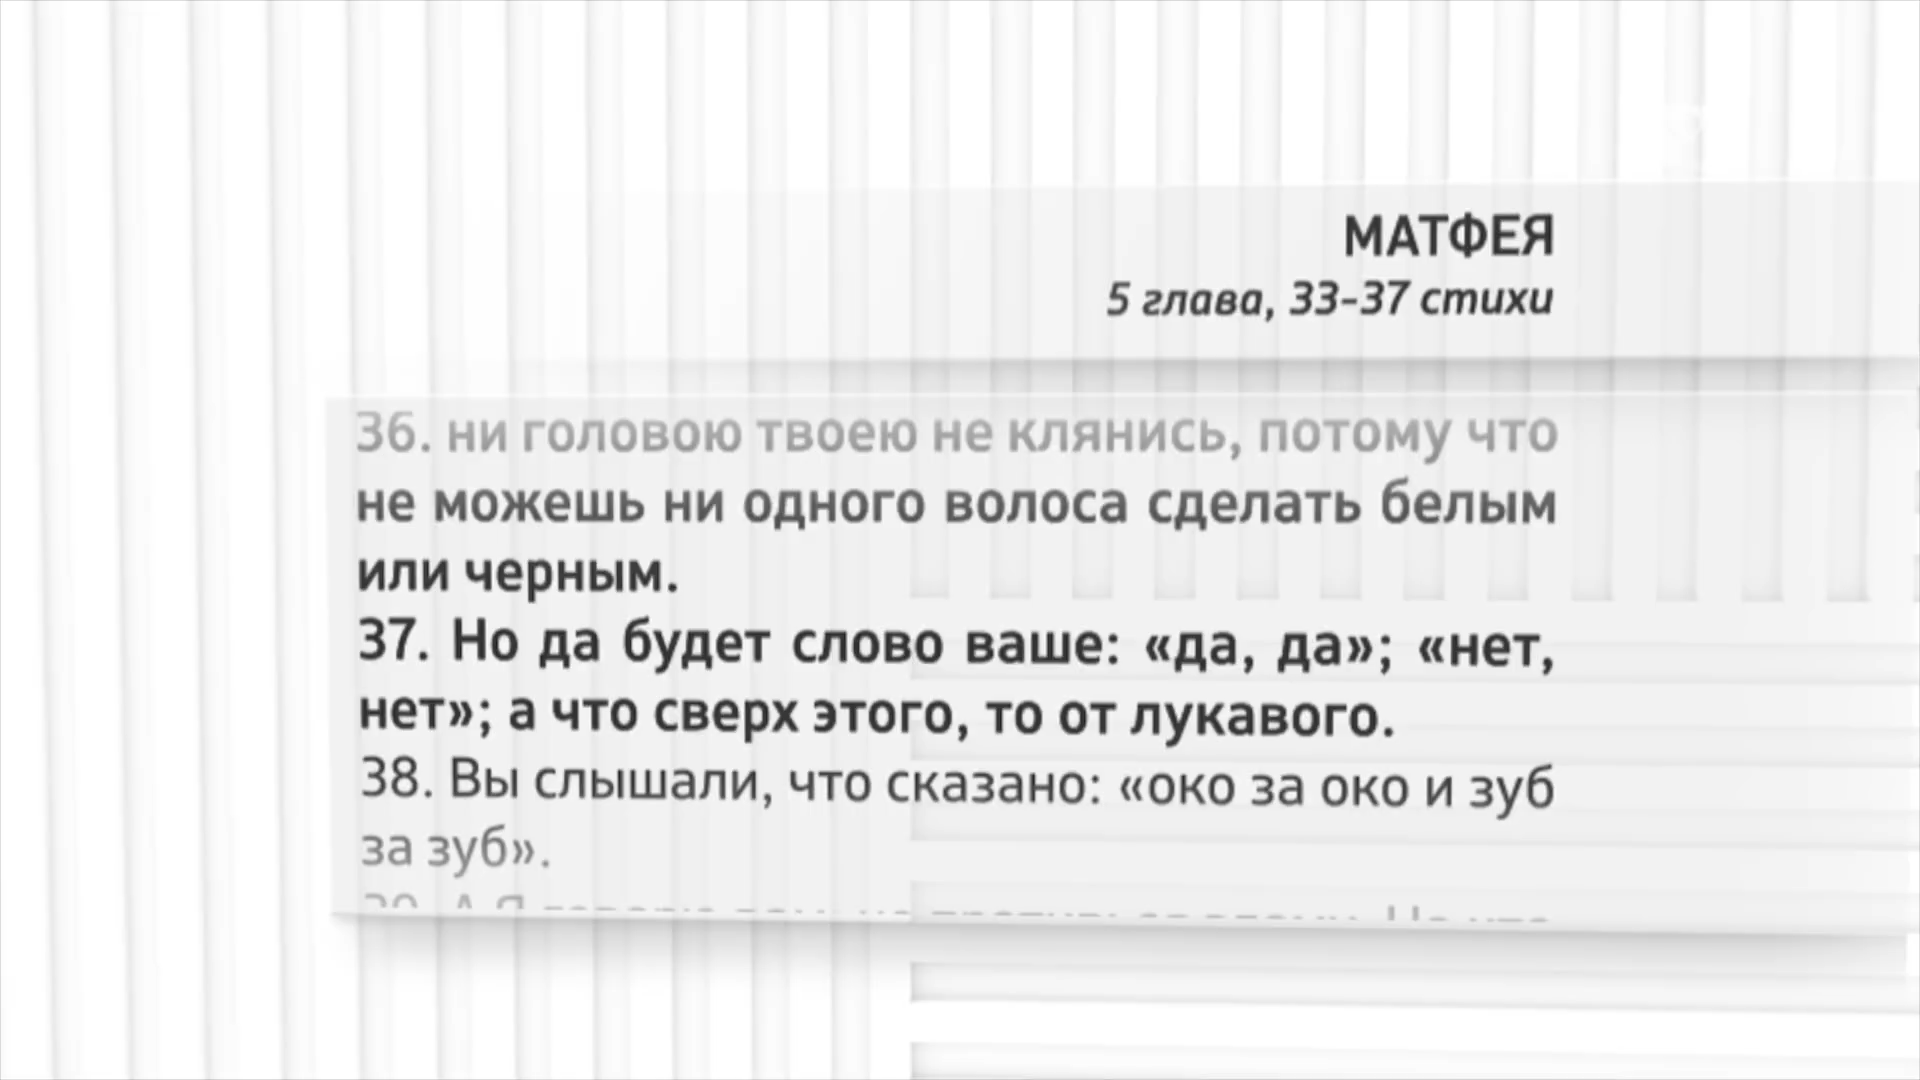 МАТФЕЯ
5 глава, 33-37 стихи
36. ни головою твоею не клянись, потому что
не можешь ни одного волоса сделать белым
или черным.
37. Но да будет слово ваше: «да, да»; «нет,
нет»; а что сверх этого, то от лукавого.
38. Вы слышали, что сказано: «око за око и зуб
за зуб».